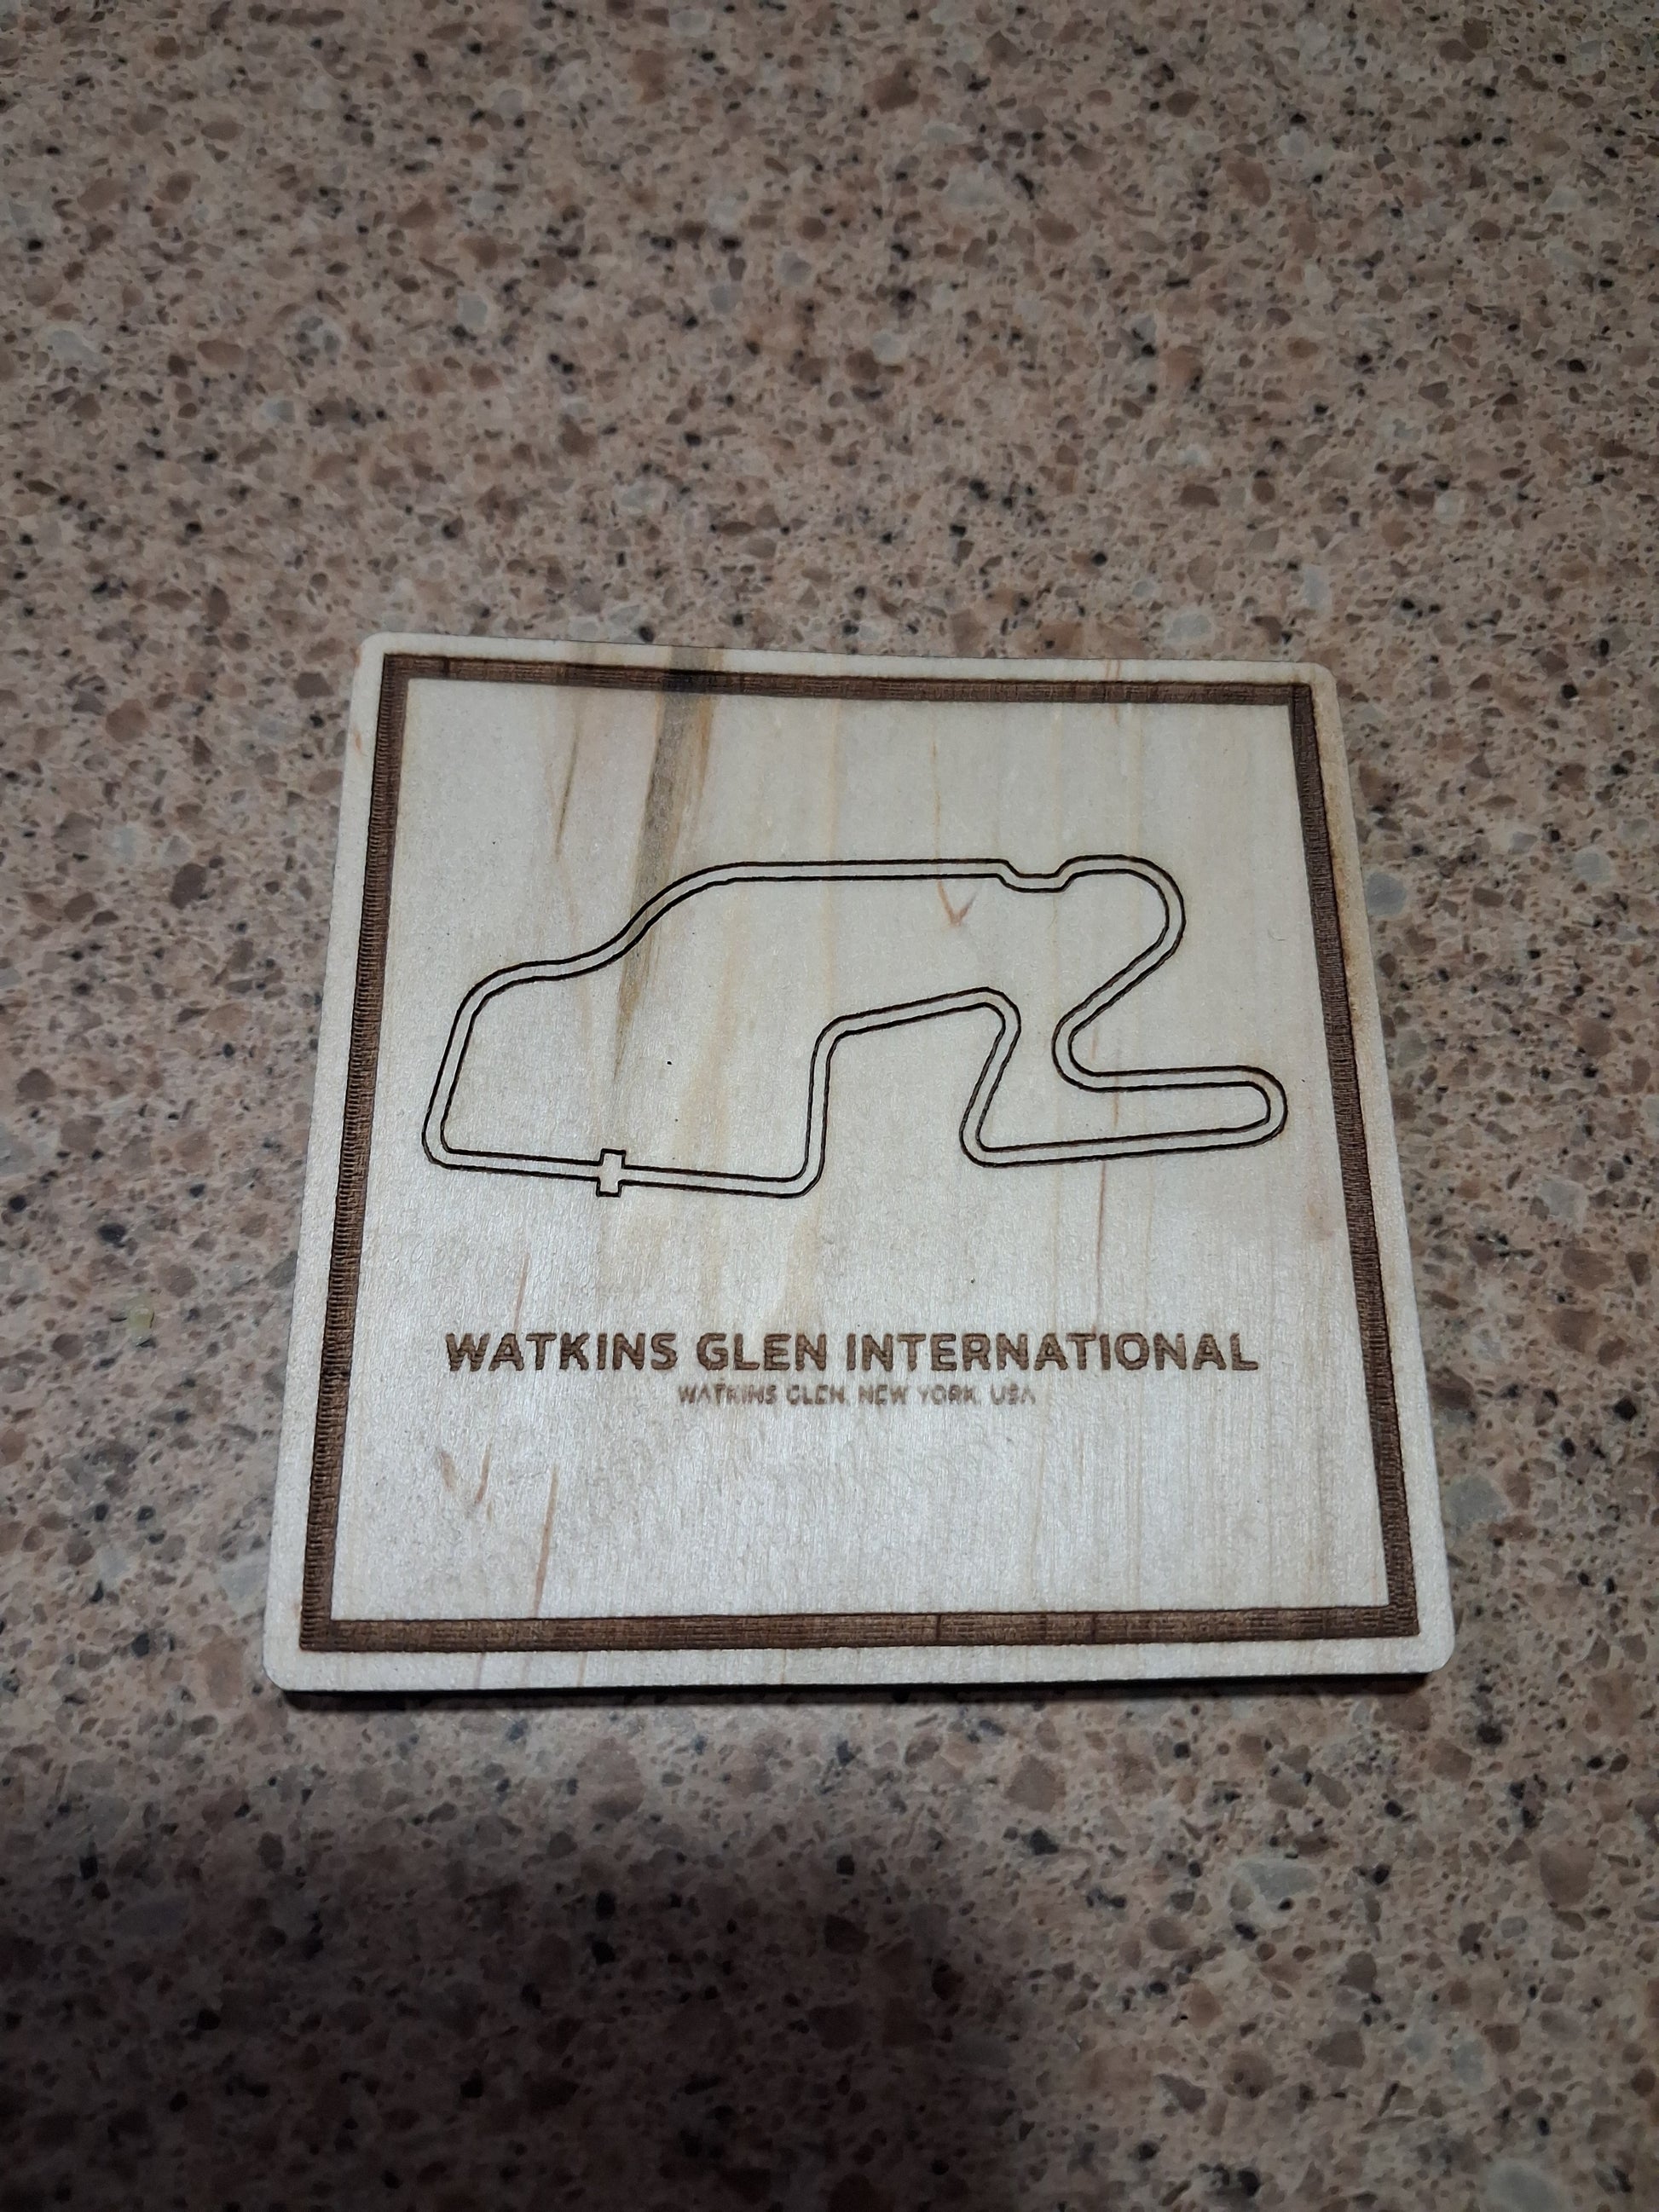 WATKINS GLEN INTERNATIONAL
WATKINS GLEN, NEW YORK, USA